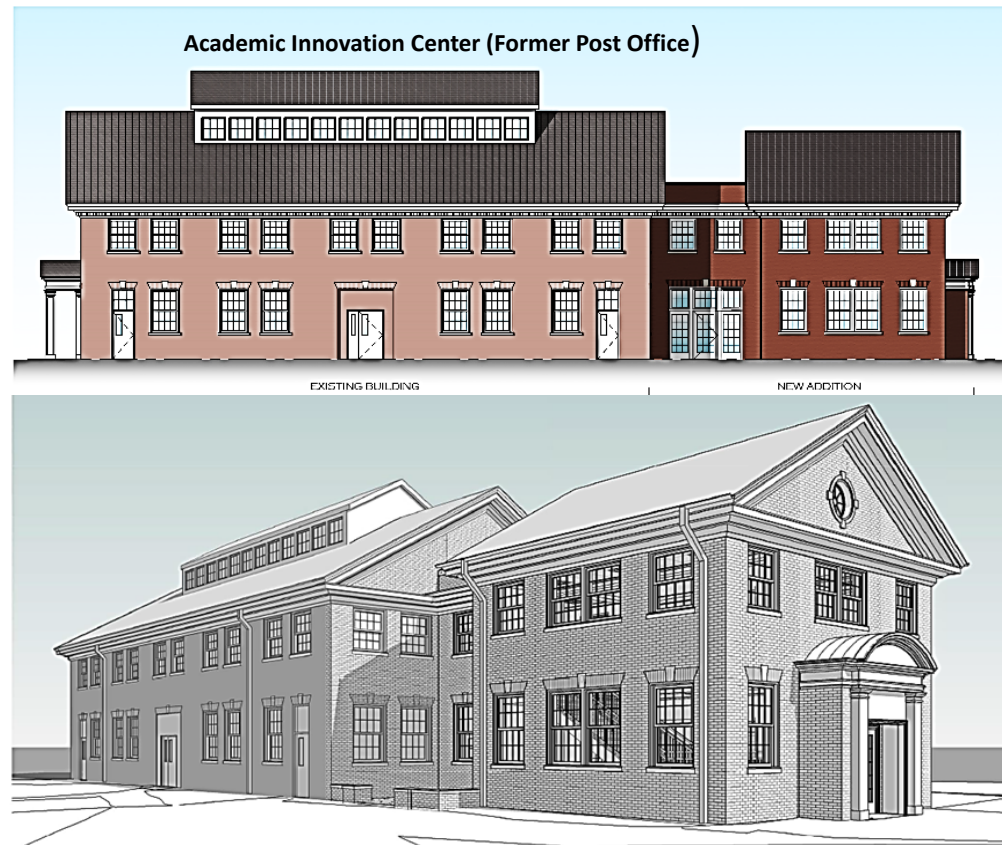 Academic Innovation Center (Former Post Office)
EXISTING BUILDING
NEW ADDITION